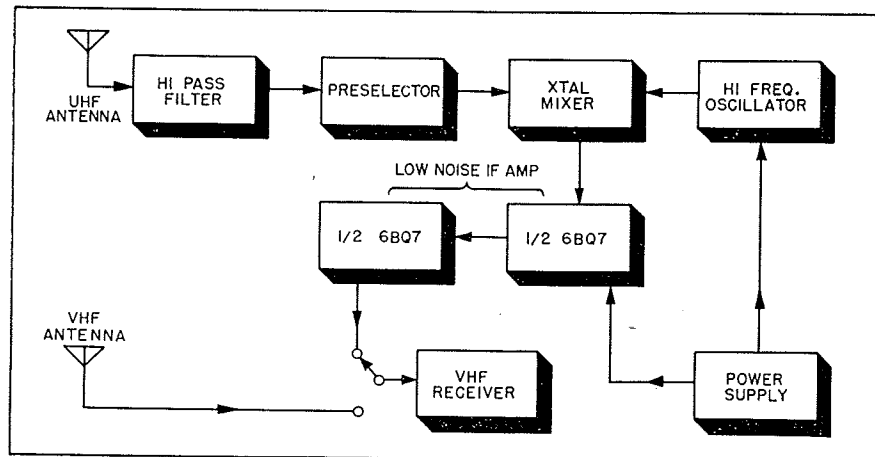 UHF
ANTENNA
HI PASS
FILTER
PRESELECTOR
XTAL
MIXER
HI FREQ.
OSCILLATOR
LOW NOISE IF AMP
1/2 6BQ7
1/2 6BQ7
VHF
ANTENNA
VHF
RECEIVER
POWER
SUPPLY